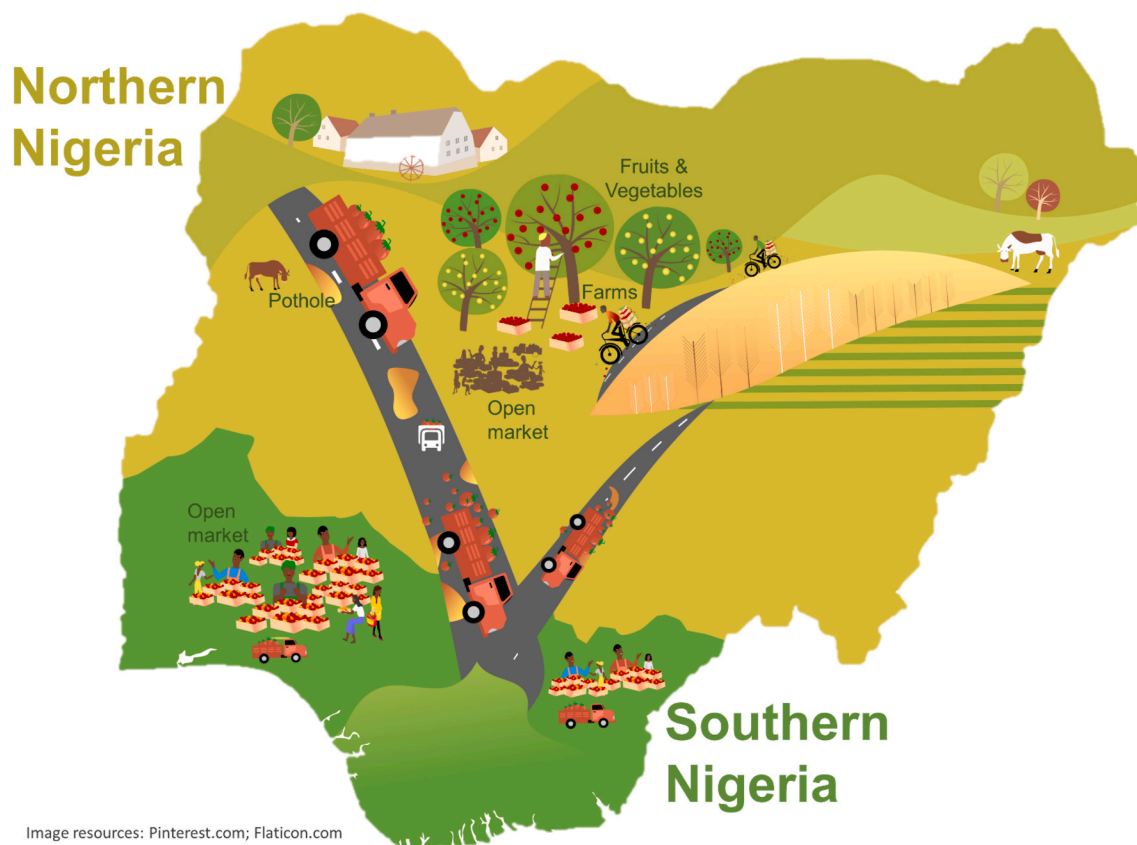 Northern
Nigeria
Fruits &
Vegetables
Pothole
Farms
Open
market
Open
market
Southern
Nigeria
Image resources: Pinterest.com; Flaticon.com